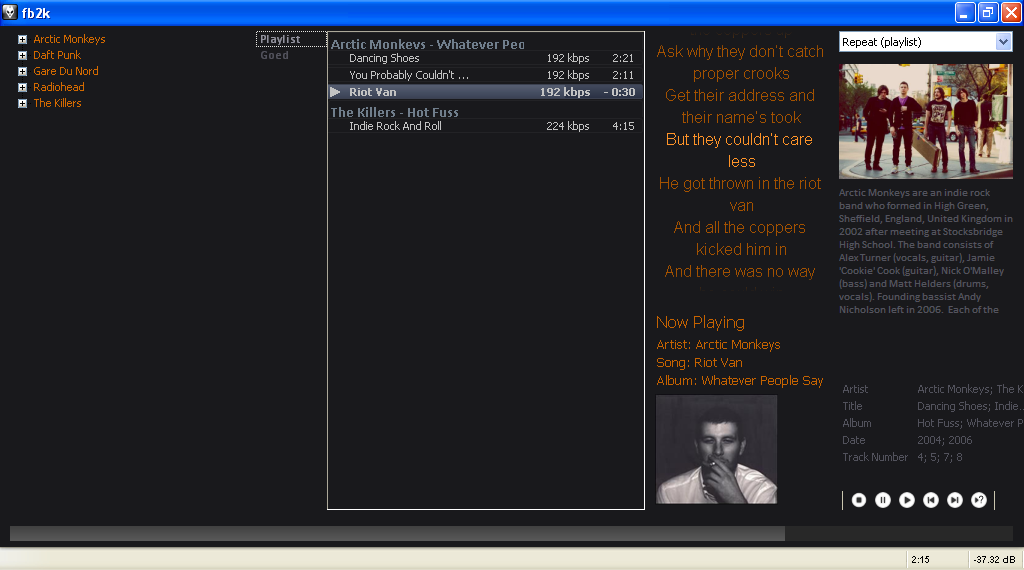 fb2k
Arctic Monkeys
Daft Punk
Gare Du Nord
Radiohead
The Killers
Playlist
Goed
Arctic Monkeys - Whatever Peo
Dancing Shoes 192 kbps 2:21
You Probably Couldn't ... 192 kbps 2:11
Riot Van 192 kbps - 0:30
The Killers - Hot Fuss
Indie Rock And Roll 224 kbps 4:15
Ask why they don't catch
proper crooks
Get their address and
their name's took
But they couldn't care
less
He got thrown in the riot
van
And all the coppers
kicked him in
And there was no way
Now Playing
Artist: Arctic Monkeys
Song: Riot Van
Album: Whatever People Say
Repeat (playlist)
Arctic Monkeys are an indie rock
band who formed in High Green,
Sheffield, England, United Kingdom in
2002 after meeting at Stocksbridge
High School. The band consists of
Alex Turner (vocals, guitar), Jamie
'Cookie' Cook (guitar), Nick O'Malley
(bass) and Matt Helders (drums,
vocals). Founding bassist Andy
Nicholson left in 2006. Each of the
Artist Arctic Monkeys; The K
Title Dancing Shoes; Indie...
Album Hot Fuss; Whatever P
Date 2004; 2006
Track Number 4; 5; 7; 8
2:15
-37.32 dB